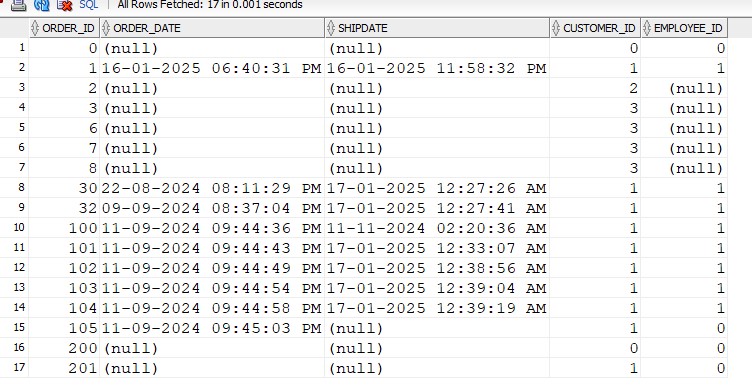 SQL | All Rows Fetched: 17 in 0.001 seconds
ORDER_ID ORDER_DATE SHIPDATE CUSTOMER_ID EMPLOYEE_ID
1 0 (null) (null) 0 0
2 1 16-01-2025 06:40:31 PM 16-01-2025 11:58:32 PM 1 1
3 2 (null) (null) 2 (null)
4 3 (null) (null) 3 (null)
5 6 (null) (null) 3 (null)
6 7 (null) (null) 3 (null)
7 8 (null) (null) 3 (null)
8 30 22-08-2024 08:11:29 PM 17-01-2025 12:27:26 AM 1 1
9 32 09-09-2024 08:37:04 PM 17-01-2025 12:27:41 AM 1 1
10 100 11-09-2024 09:44:36 PM 11-11-2024 02:20:36 AM 1 1
11 101 11-09-2024 09:44:43 PM 17-01-2025 12:33:07 AM 1 1
12 102 11-09-2024 09:44:49 PM 17-01-2025 12:38:56 AM 1 1
13 103 11-09-2024 09:44:54 PM 17-01-2025 12:39:04 AM 1 1
14 104 11-09-2024 09:44:58 PM 17-01-2025 12:39:19 AM 1 1
15 105 11-09-2024 09:45:03 PM (null) 1 0
16 200 (null) (null) 0 0
17 201 (null) (null) 1 0